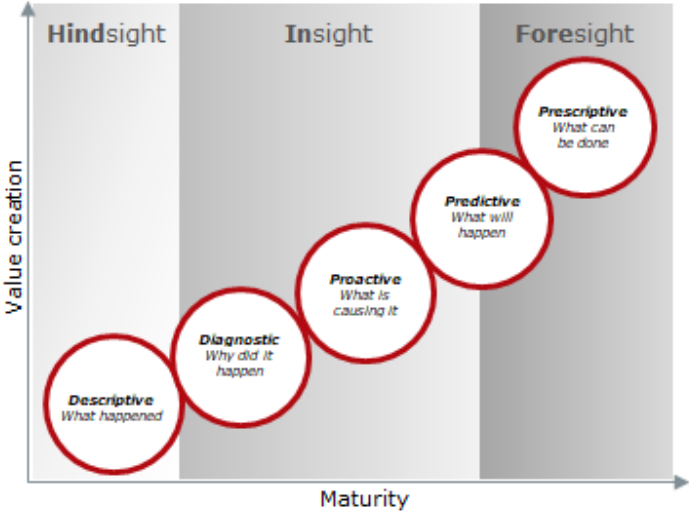 Hindsight
Insight
Foresight
Prescriptive
What can
be done
Predictive
What will
happen
Proactive
What is
causing it
Diagnostic
Why did it
happen
Descriptive
What happened
Value creation
Maturity